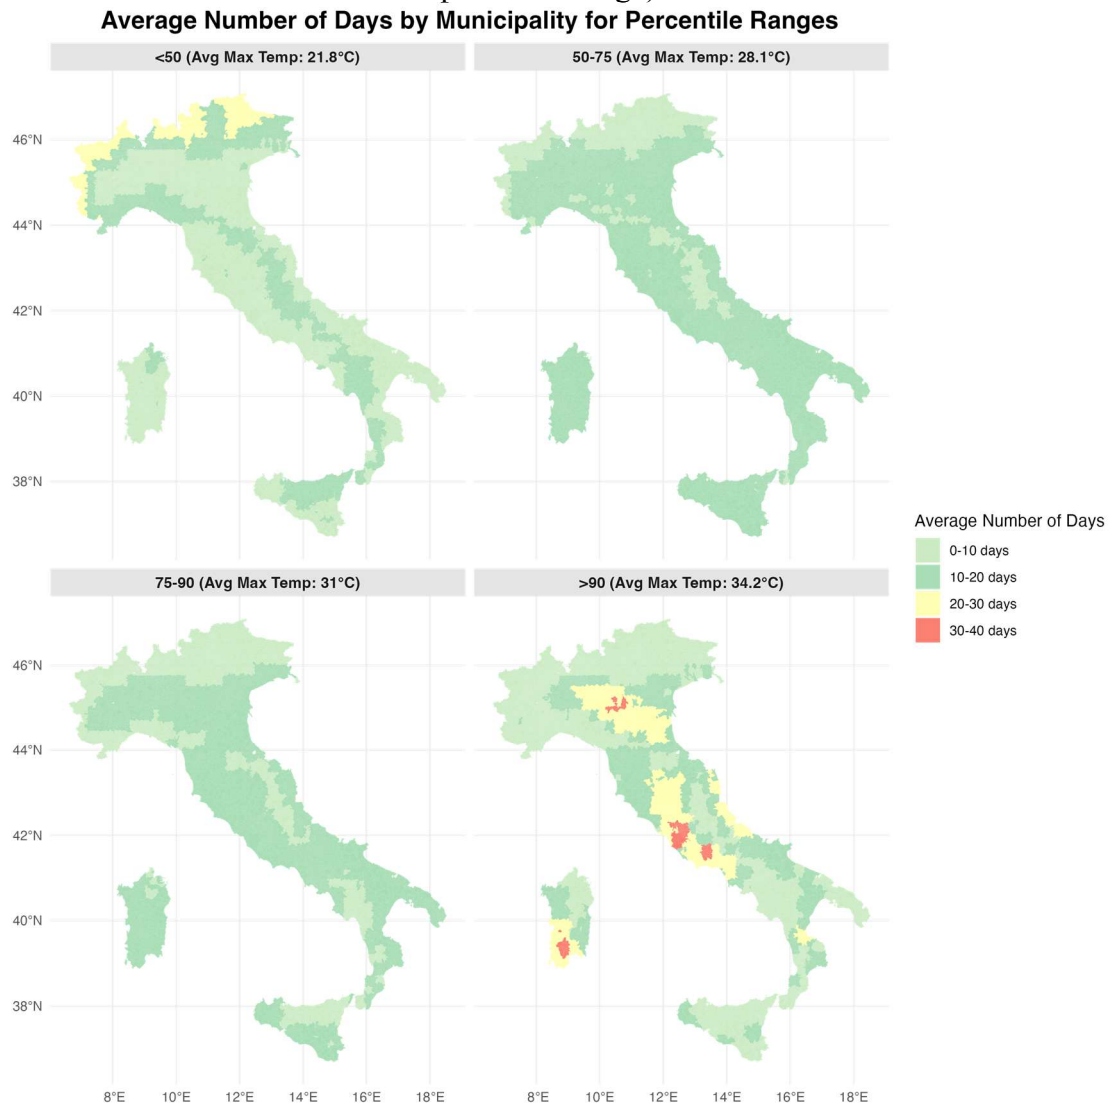 Average Number of Days by Municipality for Percentile Ranges
<50 (Avg Max Temp: 21.8°C)
50-75 (Avg Max Temp: 28.1°C)
46°N
44°N
42°N
40°N
38°N
75-90 (Avg Max Temp: 31°C)
>90 (Avg Max Temp: 34.2°C)
46°N
44°N
42°N
40°N
38°N
8°E 10°E 12°E 14°E 16°E 18°E
8°E 10°E 12°E 14°E 16°E 18°E
Average Number of Days
0-10 days
10-20 days
20-30 days
30-40 days